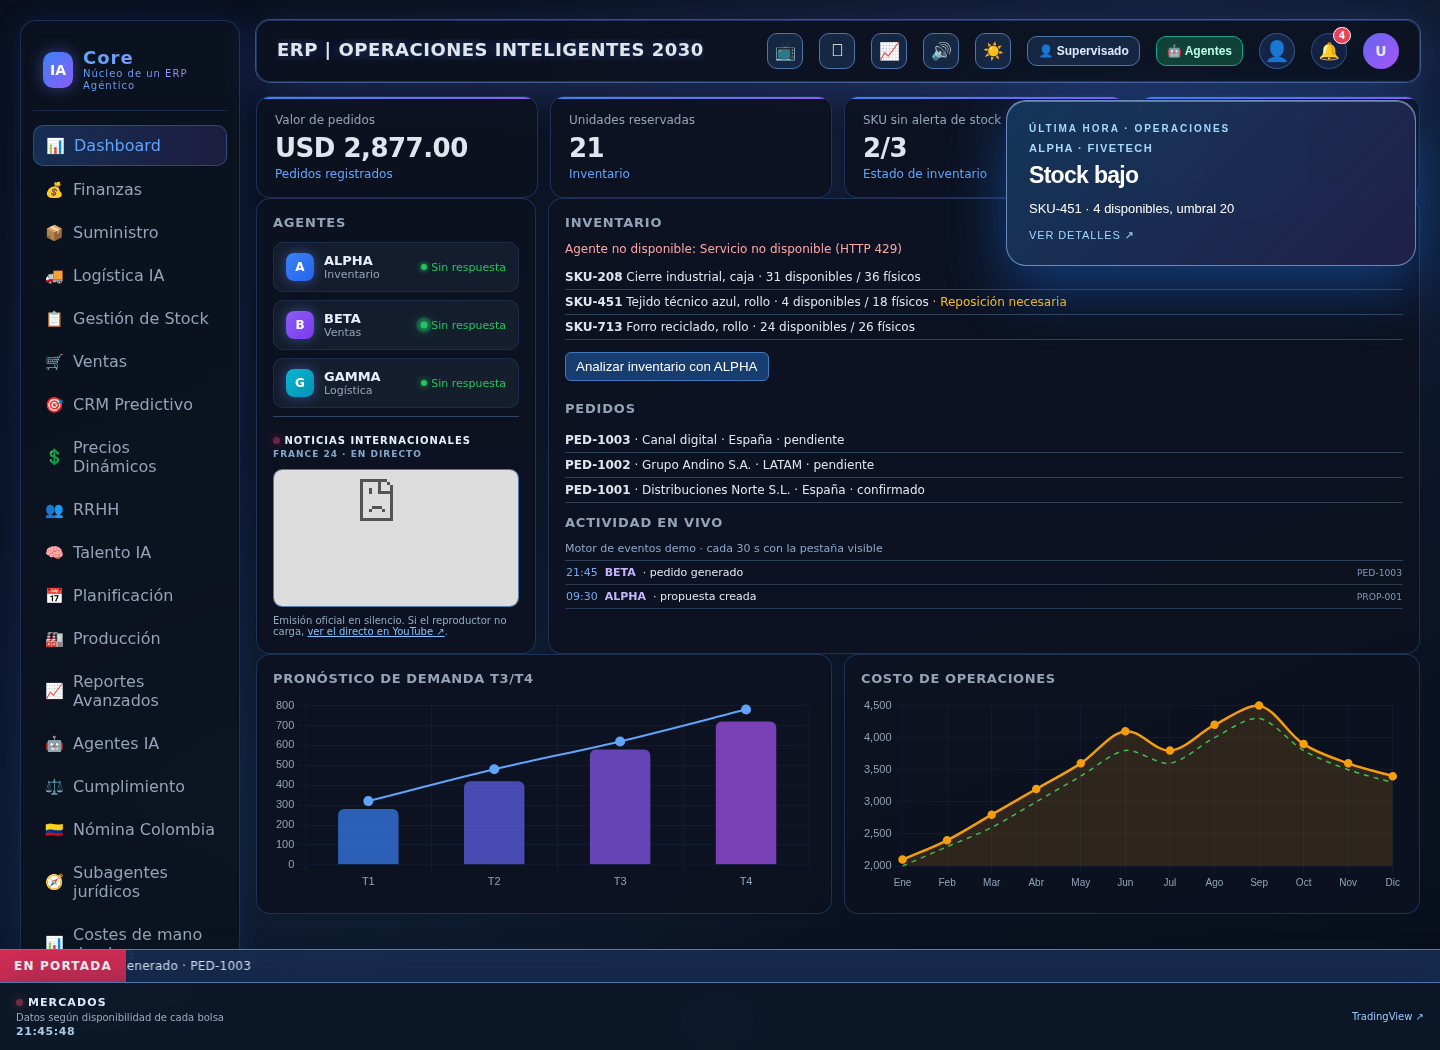 IA
Core
Núcleo de un ERP
Agéntico
Dashboard
Finanzas
Suministro
Logística IA
Gestión de Stock
Ventas
CRM Predictivo
Precios
Dinámicos
RRHH
Talento IA
Planificación
Producción
Reportes
Avanzados
Agentes IA
Cumplimiento
Nómina Colombia
Subagentes
jurídicos
Costes de mano
ERP | OPERACIONES INTELIGENTES 2030
Supervisado
Agentes
4
U
Valor de pedidos
USD 2,877.00
Pedidos registrados
Unidades reservadas
21
Inventario
SKU sin alerta de stock
2/3
Estado de inventario
ÚLTIMA HORA · OPERACIONES
ALPHA · FIVETECH
Stock bajo
SKU-451 · 4 disponibles, umbral 20
VER DETALLES ↗
AGENTES
A
ALPHA
Inventario
Sin respuesta
B
BETA
Ventas
Sin respuesta
G
GAMMA
Logística
Sin respuesta
NOTICIAS INTERNACIONALES
FRANCE 24 · EN DIRECTO
Emisión oficial en silencio. Si el reproductor no
carga, ver el directo en YouTube ↗.
INVENTARIO
Agente no disponible: Servicio no disponible (HTTP 429)
SKU-208 Cierre industrial, caja · 31 disponibles / 36 físicos
SKU-451 Tejido técnico azul, rollo · 4 disponibles / 18 físicos · Reposición necesaria
SKU-713 Forro reciclado, rollo · 24 disponibles / 26 físicos
Analizar inventario con ALPHA
PEDIDOS
PED-1003 · Canal digital · España · pendiente
PED-1002 · Grupo Andino S.A. · LATAM · pendiente
PED-1001 · Distribuciones Norte S.L. · España · confirmado
ACTIVIDAD EN VIVO
Motor de eventos demo · cada 30 s con la pestaña visible
21:45 BETA · pedido generado PED-1003
09:30 ALPHA · propuesta creada PROP-001
PRONÓSTICO DE DEMANDA T3/T4
800
700
600
500
400
300
200
100
0
T1 T2 T3 T4
COSTO DE OPERACIONES
4,500
4,000
3,500
3,000
2,500
2,000
Ene Feb Mar Abr May Jun Jul Ago Sep Oct Nov Dic
EN PORTADA
enerado · PED-1003
MERCADOS
Datos según disponibilidad de cada bolsa
21:45:48
TradingView ↗